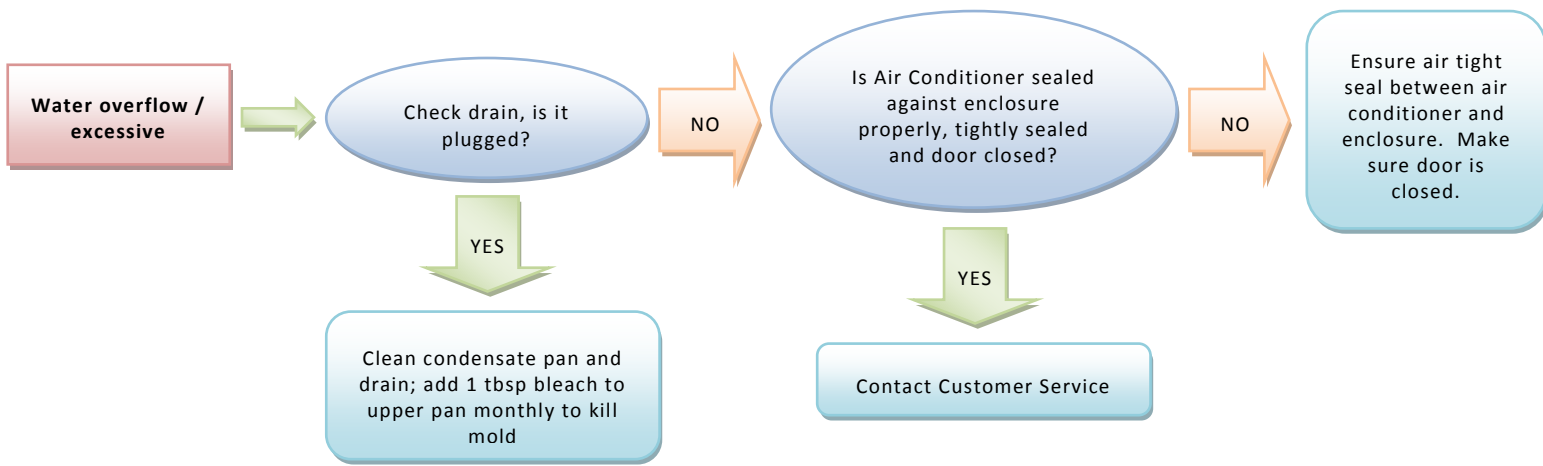 Water overflow /
excessive
Check drain, is it
plugged?
NO
Is Air Conditioner sealed
against enclosure
properly, tightly sealed
and door closed?
NO
Ensure air tight
seal between air
conditioner and
enclosure. Make
sure door is
closed.
YES
Clean condensate pan and
drain; add 1 tbsp bleach to
upper pan monthly to kill
mold
YES
Contact Customer Service